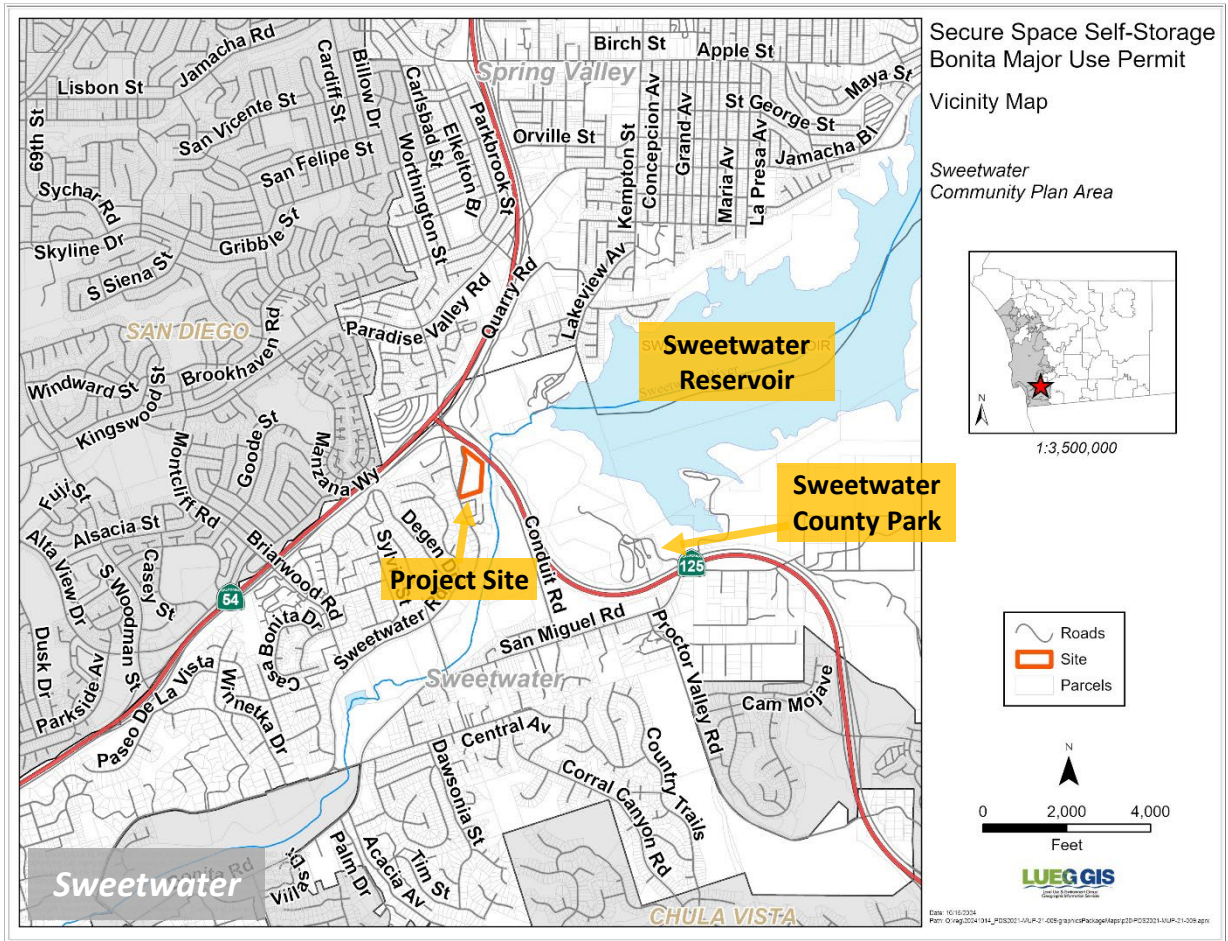 Secure Space Self-Storage
Bonita Major Use Permit
Vicinity Map
Sweetwater
Community Plan Area
N
1:3,500,000
Roads
Site
Parcels
N
0 2,000 4,000
Feet
LUEG GIS
Date: 10/16/2024
Jamacha Rd
Lisbon St
69th St
San Vicente St
Cardiff St
Billow Dr
Carlsbad St
Elkelton Bl
Worthington St
Parkbrook St
San Felipe St
Sychar Rd
Skyline Dr
Gribble St
S Siena St
SAN DIEGO
Birch St
Apple St
Spring Valley
Maya St
St George St
Orville St
Kempton St
Concepcion Av
Grand Av
Maria Av
La Presa Av
Jamacha Bl
Lakeview Av
Quarry Rd
Paradise Valley Rd
Brookhaven Rd
Windward St
Kingswood St
Montcliff Rd
Goode St
Manzana Wy
Sweetwater
Reservoir
Sweetwater
County Park
Project Site
Fuji St
Alsacia St
Alta View Dr
Casey St
S Woodman St
Briarwood Rd
54
Degen Dr
Sylvia St
Conduit Rd
125
Dusk Dr
Parkside Av
Paseo De La Vista
Winnetka Dr
Casa Bonita Dr
Sweetwater Rd
San Miguel Rd
Sweetwater
Proctor Valley Rd
Cam Mojave
Central Av
Country Trails
Corral Canyon Rd
Dawsonia St
Tim St
Acacia Av
Palm Dr
Bonita Rd
Sweetwater
CHULA VISTA